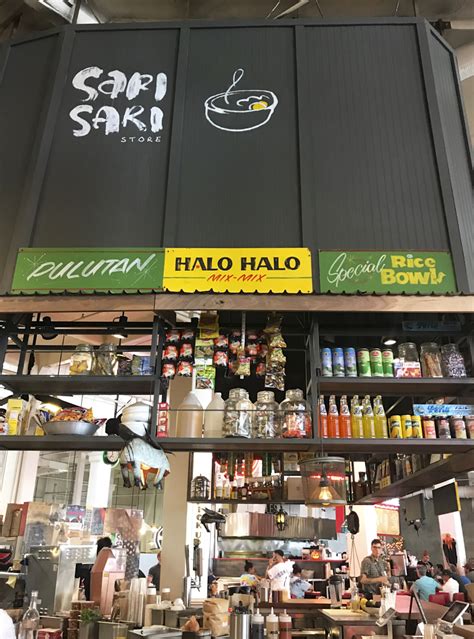 SARI
SARI
STORE
PULUTAN
HALO HALO
MIX-MIX
Special Rice
Bowls